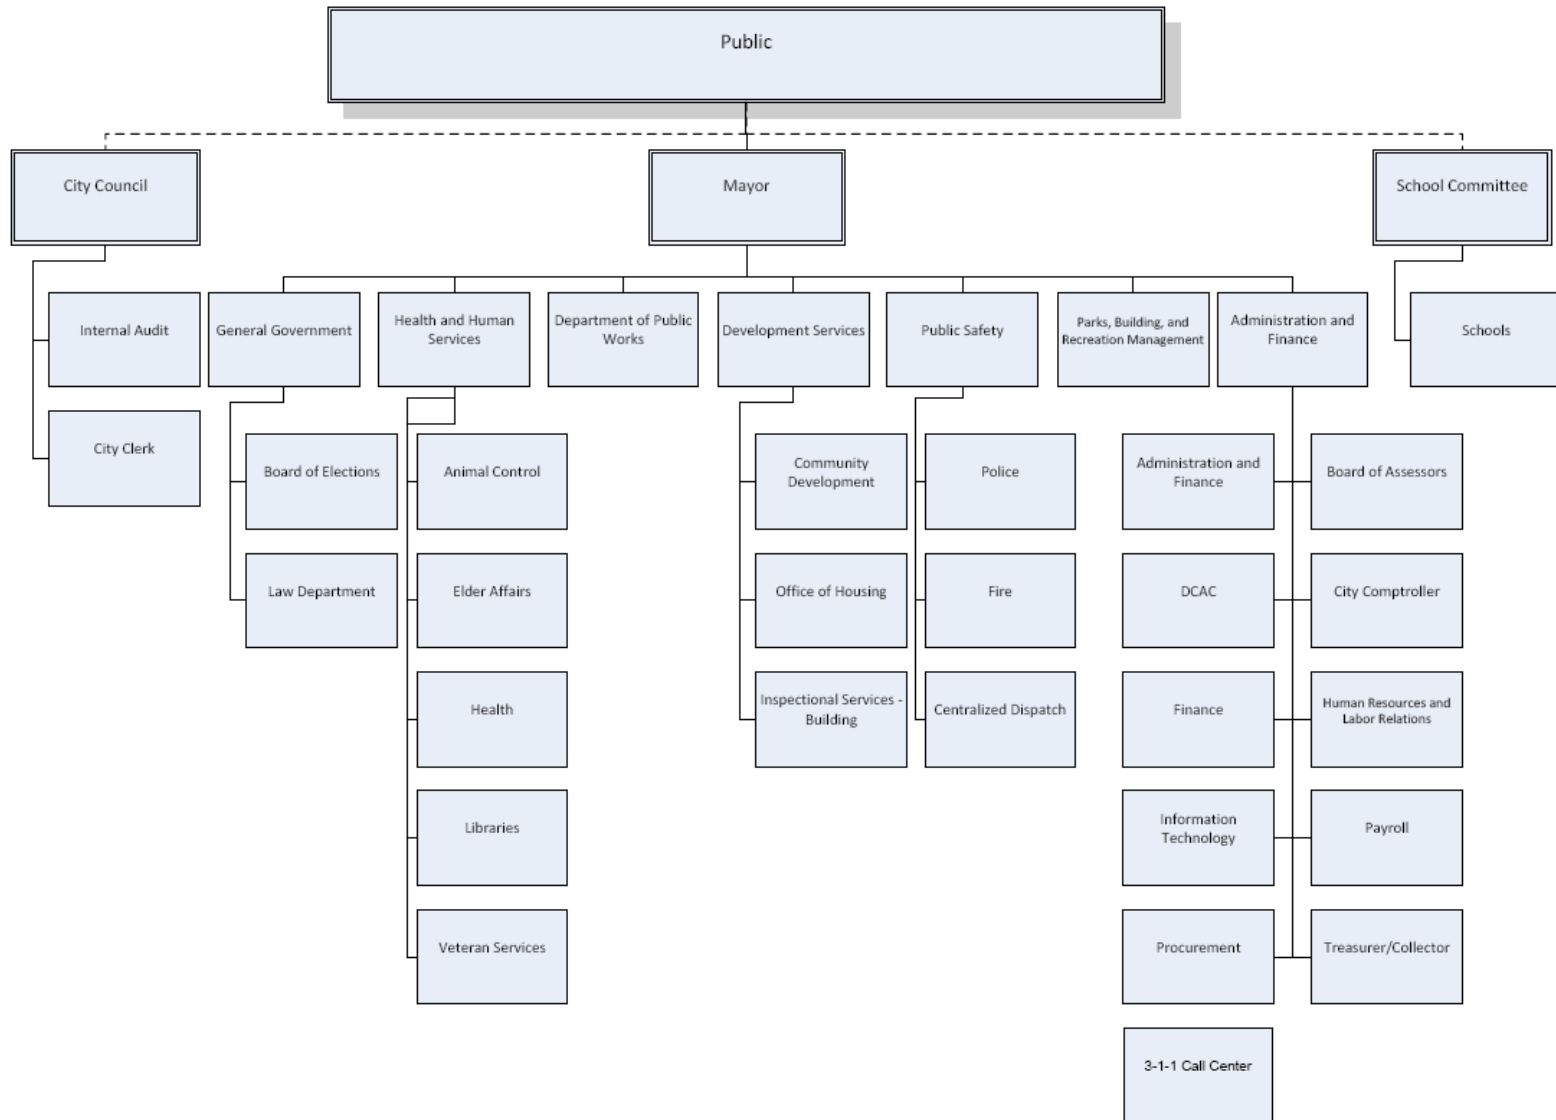 Public
City Council
Mayor
School Committee
Internal Audit
General Government
Health and Human
Services
Department of Public
Works
Development Services
Public Safety
Parks, Building, and
Recreation Management
Administration and
Finance
Schools
City Clerk
Board of Elections
Animal Control
Community
Development
Police
Administration and
Finance
Board of Assessors
Law Department
Elder Affairs
Office of Housing
Fire
DCAC
City Comptroller
Health
Inspectional Services -
Building
Centralized Dispatch
Finance
Human Resources and
Labor Relations
Libraries
Information
Technology
Payroll
Veteran Services
Procurement
Treasurer/Collector
3-1-1 Call Center